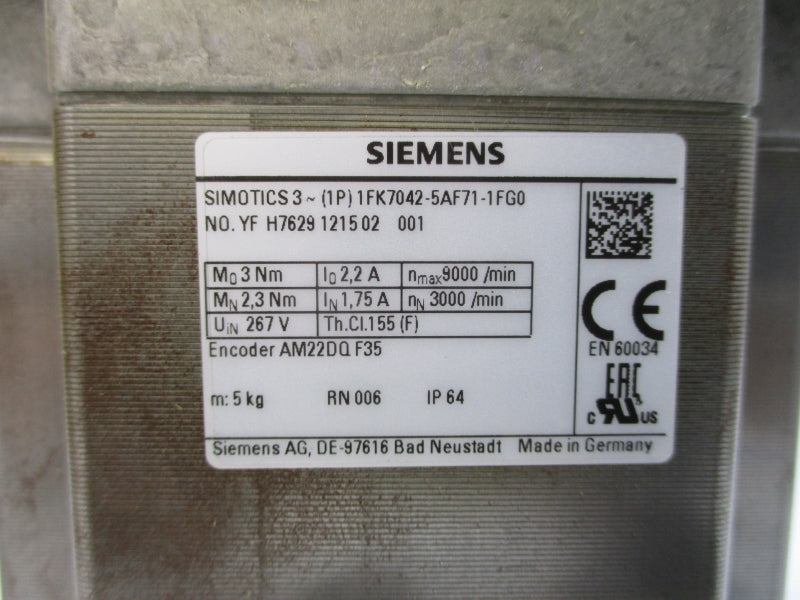 SIEMENS
SIMOTICS 3 ~ (1P) 1FK7042-5AF71-1FG0
NO. YF H7629 1215 02 001
M0 3 Nm I0 2,2 A nmax 9000 /min
MN 2,3 Nm IN 1,75 A nN 3000 /min
UiN 267 V Th.Cl.155 (F)
Encoder AM22DQ F35
m: 5 kg RN 006 IP 64
CE
EN 60034
EAC
c RU US
Siemens AG, DE-97616 Bad Neustadt Made in Germany